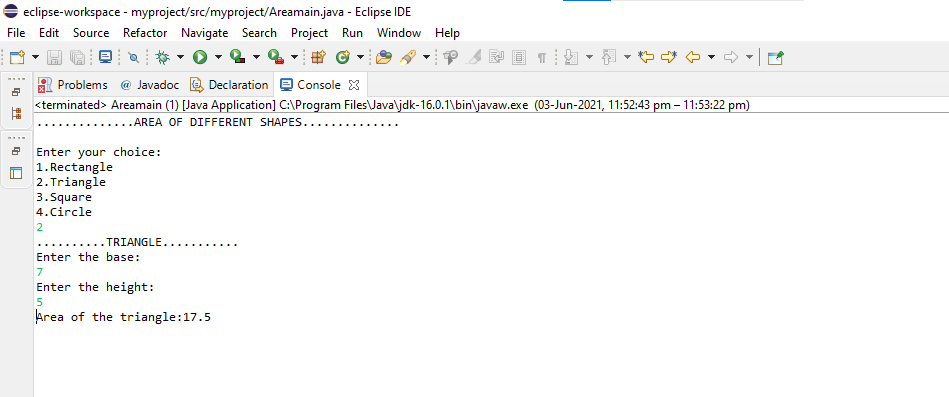 eclipse-workspace - myproject/src/myproject/Areamain.java - Eclipse IDE
File Edit Source Refactor Navigate Search Project Run Window Help
Problems @ Javadoc Declaration Console
<terminated> Areamain (1) [Java Application] C:\Program Files\Java\jdk-16.0.1\bin\javaw.exe (03-Jun-2021, 11:52:43 pm – 11:53:22 pm)
..............AREA OF DIFFERENT SHAPES..............
Enter your choice:
1.Rectangle
2.Triangle
3.Square
4.Circle
2
..........TRIANGLE...........
Enter the base:
7
Enter the height:
5
Area of the triangle:17.5